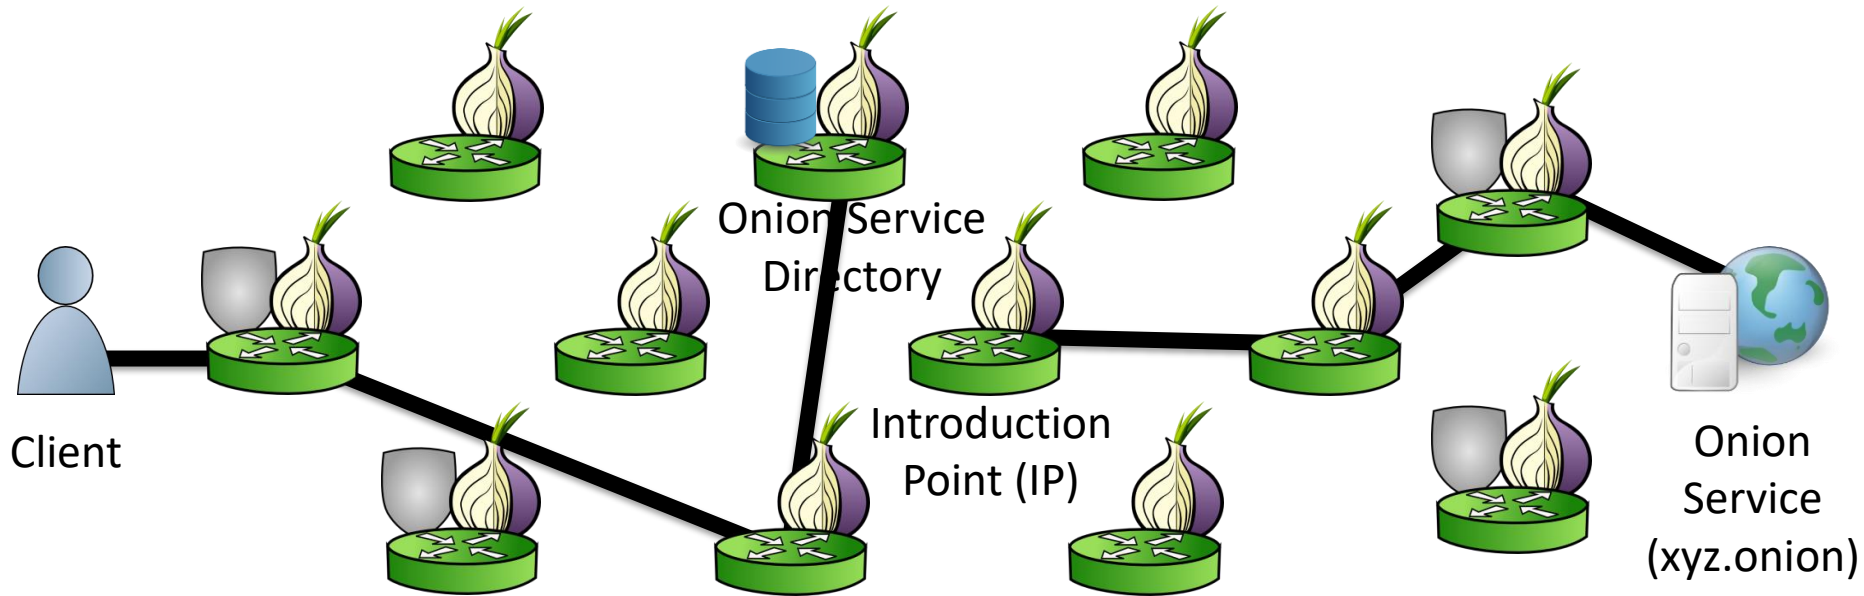 Onion Service
Directory
Client
Introduction
Point (IP)
Onion
Service
(xyz.onion)